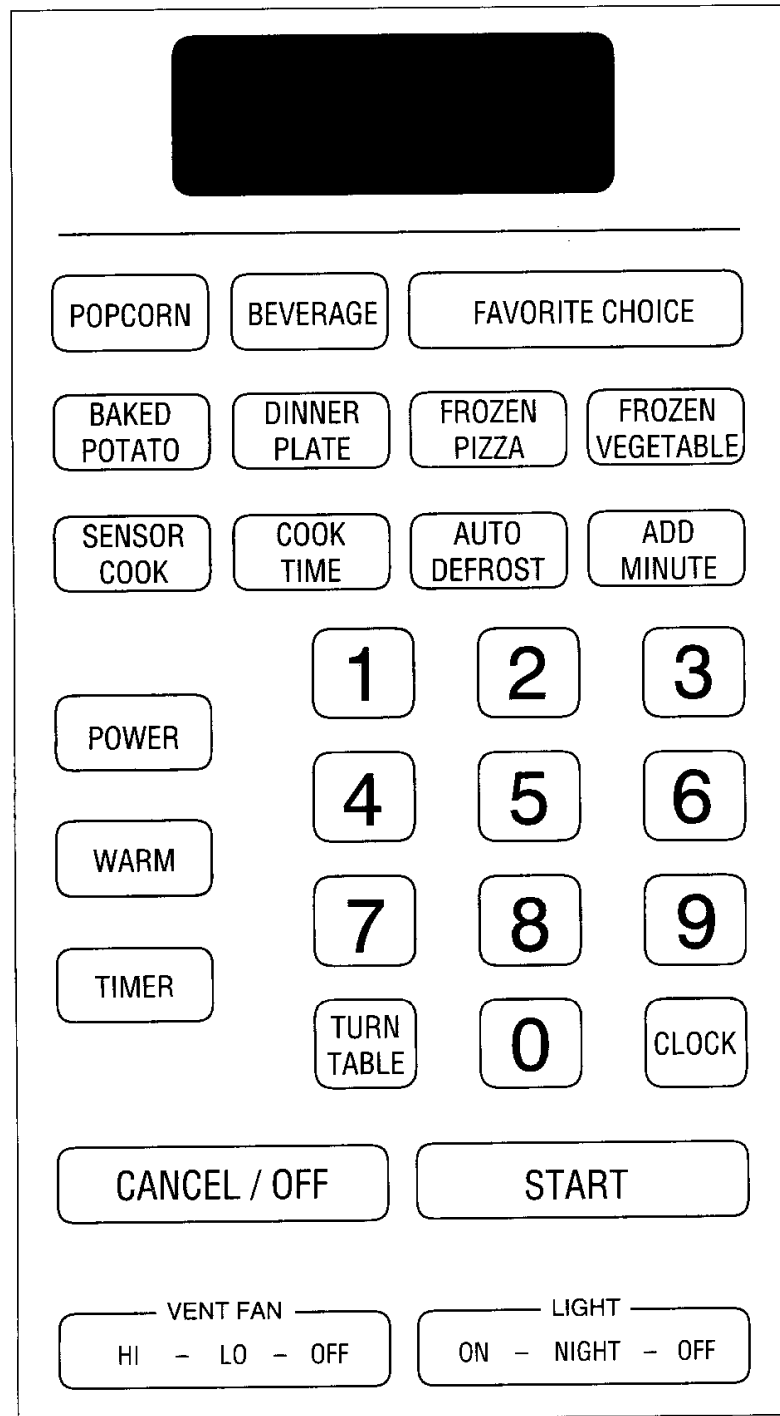 POPCORN BEVERAGE FAVORITE CHOICE
BAKED POTATO DINNER PLATE FROZEN PIZZA FROZEN VEGETABLE
SENSOR COOK COOK TIME AUTO DEFROST ADD MINUTE
1 2 3
POWER
4 5 6
WARM
7 8 9
TIMER
TURN TABLE 0 CLOCK
CANCEL / OFF START
VENT FAN LIGHT
HI – LO – OFF ON – NIGHT – OFF